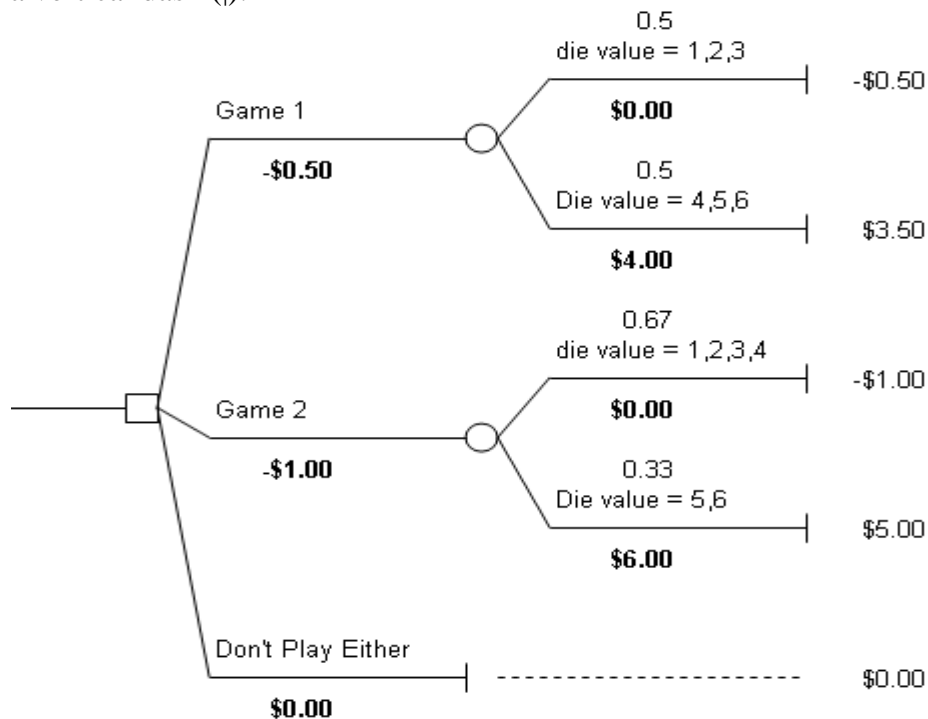 0.5
die value = 1,2,3
-$0.50
Game 1
$0.00
-$0.50
0.5
Die value = 4,5,6
$3.50
$4.00
0.67
die value = 1,2,3,4
-$1.00
Game 2
$0.00
-$1.00
0.33
Die value = 5,6
$5.00
$6.00
Don't Play Either
$0.00
$0.00